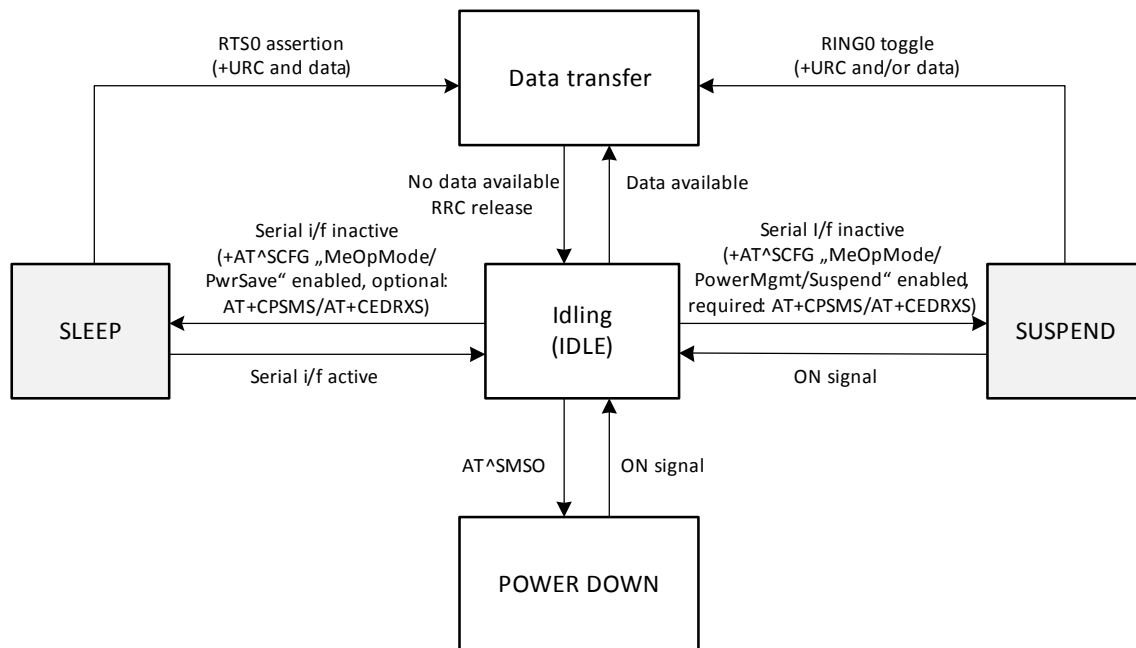 RTS0 assertion
(+URC and data)
Data transfer
RING0 toggle
(+URC and/or data)
No data available
RRC release
Data available
Serial i/f inactive
(+AT^SCFG „MeOpMode/
PwrSave“ enabled, optional:
AT+CPSMS/AT+CEDRXS)
Serial I/f inactive
(+AT^SCFG „MeOpMode/
PowerMgmt/Suspend“ enabled,
required: AT+CPSMS/AT+CEDRXS)
SLEEP
Idling
(IDLE)
SUSPEND
Serial i/f active
ON signal
AT^SMSO
ON signal
POWER DOWN